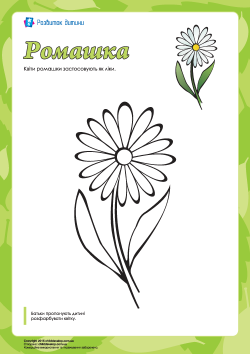 Розвиток дитини
Ромашка
Квіти ромашки застосовують як ліки.
Батьки пропонують дитині
розфарбувати квітку.